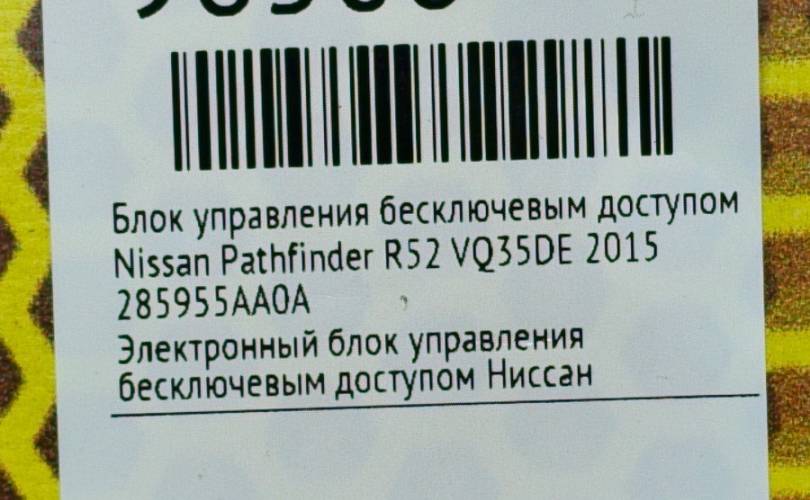 Блок управления бесключевым доступом
Nissan Pathfinder R52 VQ35DE 2015
285955AA0A
Электронный блок управления
бесключевым доступом Ниссан